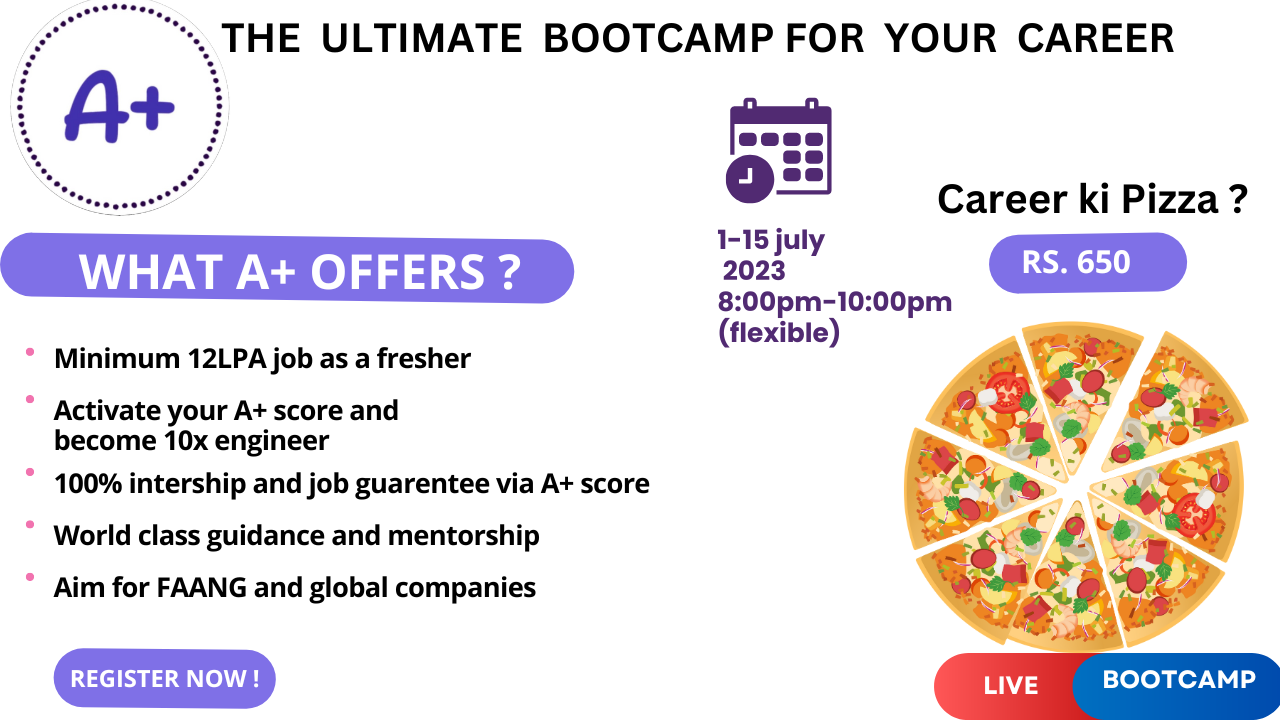 THE ULTIMATE BOOTCAMP FOR YOUR CAREER
A+
1-15 july
2023
8:00pm-10:00pm
(flexible)
Career ki Pizza ?
RS. 650
WHAT A+ OFFERS ?
Minimum 12LPA job as a fresher
Activate your A+ score and
become 10x engineer
100% intership and job guarentee via A+ score
World class guidance and mentorship
Aim for FAANG and global companies
REGISTER NOW !
LIVE
BOOTCAMP